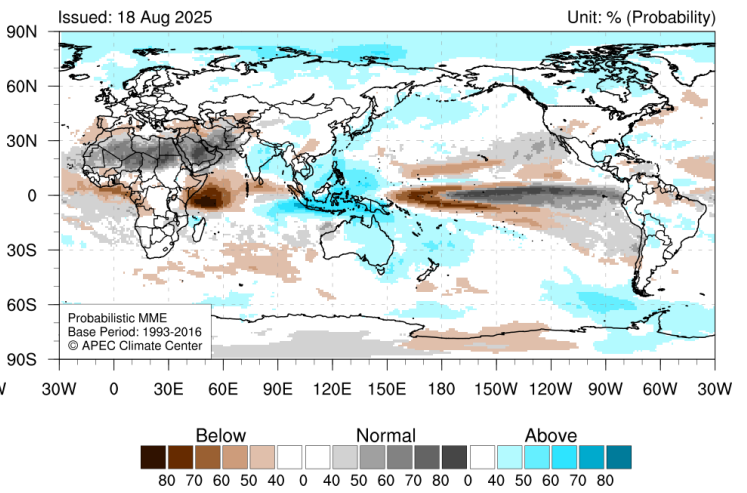 Issued: 18 Aug 2025 Unit: % (Probability)
90N
60N
30N
0
30S
60S
90S
Probabilistic MME
Base Period: 1993-2016
© APEC Climate Center
30W 0 30E 60E 90E 120E 150E 180 150W 120W 90W 60W 30W
Below Normal Above
80 70 60 50 40 0 40 50 60 70 80 0 40 50 60 70 80